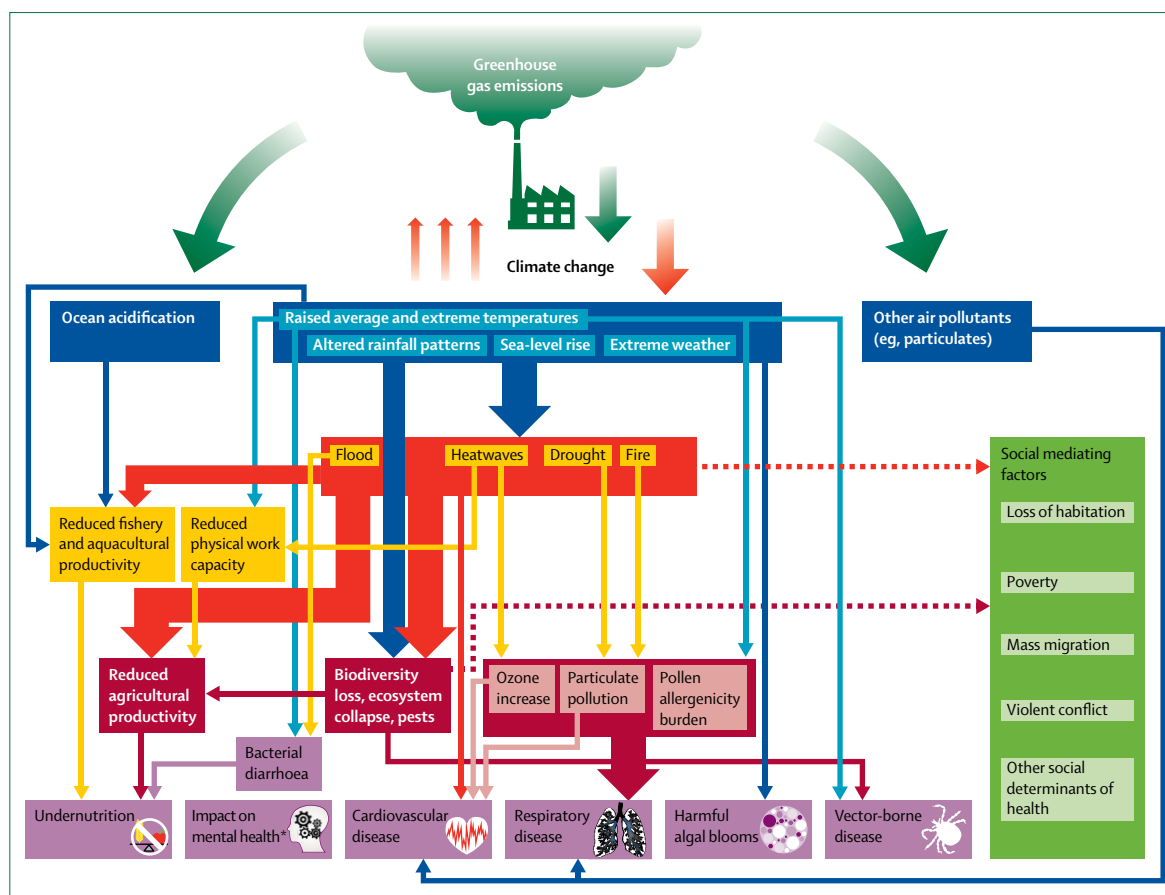 Greenhouse
gas emissions
Climate change
Ocean acidification
Raised average and extreme temperatures
Altered rainfall patterns
Sea-level rise
Extreme weather
Other air pollutants
(eg, particulates)
Flood
Heatwaves
Drought
Fire
Social mediating
factors
Loss of habitation
Poverty
Mass migration
Violent conflict
Other social
determinants of
health
Reduced fishery
and aquacultural
productivity
Reduced
physical work
capacity
Reduced
agricultural
productivity
Biodiversity
loss, ecosystem
collapse, pests
Ozone
increase
Particulate
pollution
Pollen
allergenicity
burden
Bacterial
diarrhoea
Undernutrition
Impact on
mental health*
Cardiovascular
disease
Respiratory
disease
Harmful
algal blooms
Vector-borne
disease